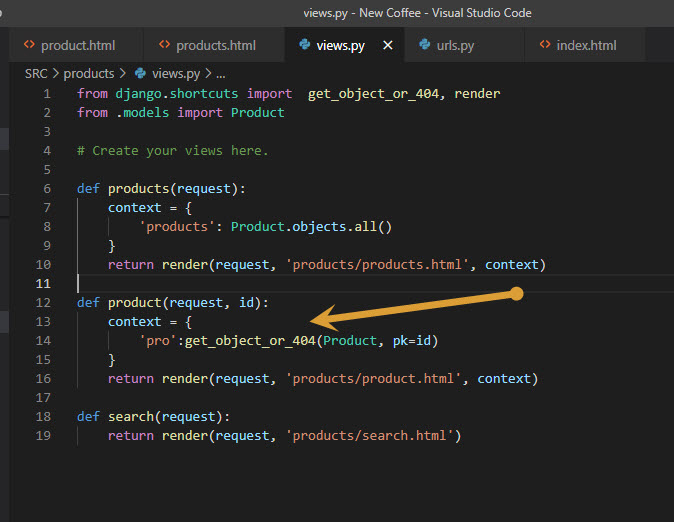 views.py - New Coffee - Visual Studio Code
product.html products.html views.py urls.py index.html
SRC > products > views.py > ...
1 from django.shortcuts import  get_object_or_404, render
2 from .models import Product
3
4 # Create your views here.
5
6 def products(request):
7     context = {
8         'products': Product.objects.all()
9     }
10     return render(request, 'products/products.html', context)
11
12 def product(request, id):
13     context = {
14         'pro':get_object_or_404(Product, pk=id)
15     }
16     return render(request, 'products/product.html', context)
17
18 def search(request):
19     return render(request, 'products/search.html')